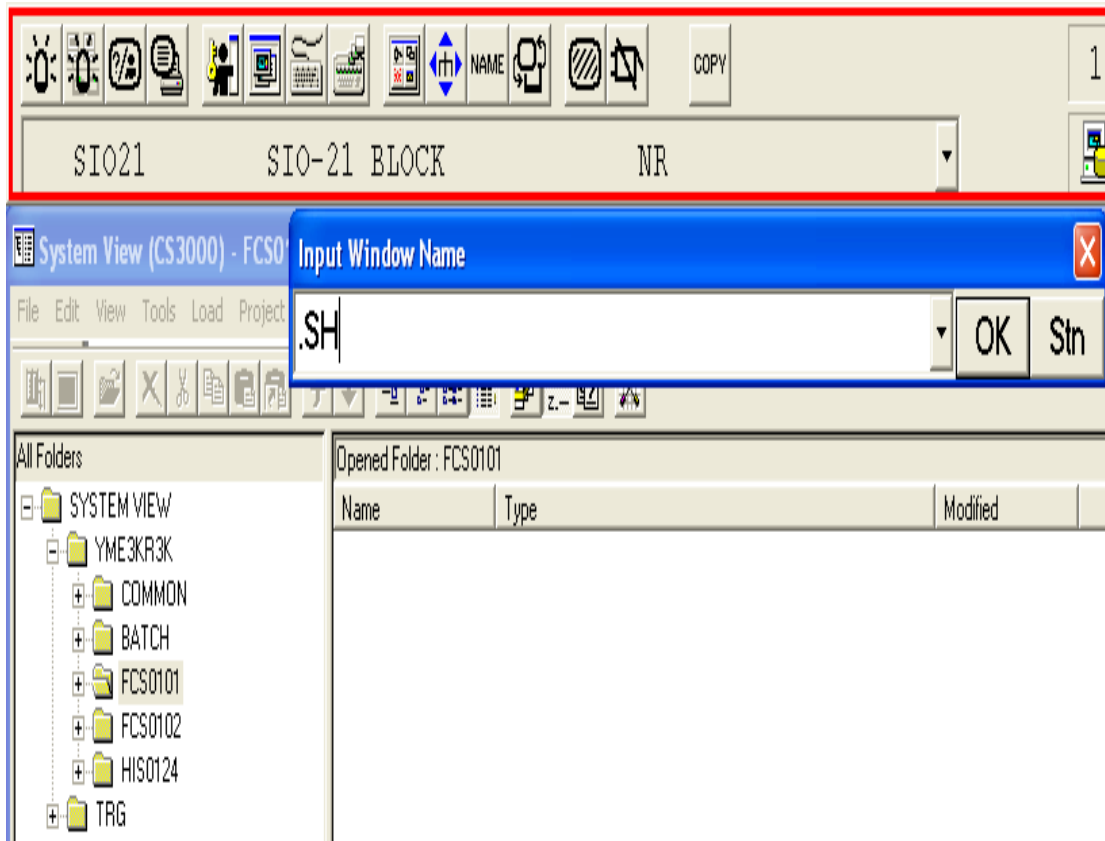 NAME COPY 1
SIO21 SIO-21 BLOCK NR
System View (CS3000) - FCS01
Input Window Name
File Edit View Tools Load Project
.SH
OK Stn
All Folders
Opened Folder : FCS0101
Name Type Modified
SYSTEM VIEW
YME3KR3K
COMMON
BATCH
FCS0101
FCS0102
HIS0124
TRG